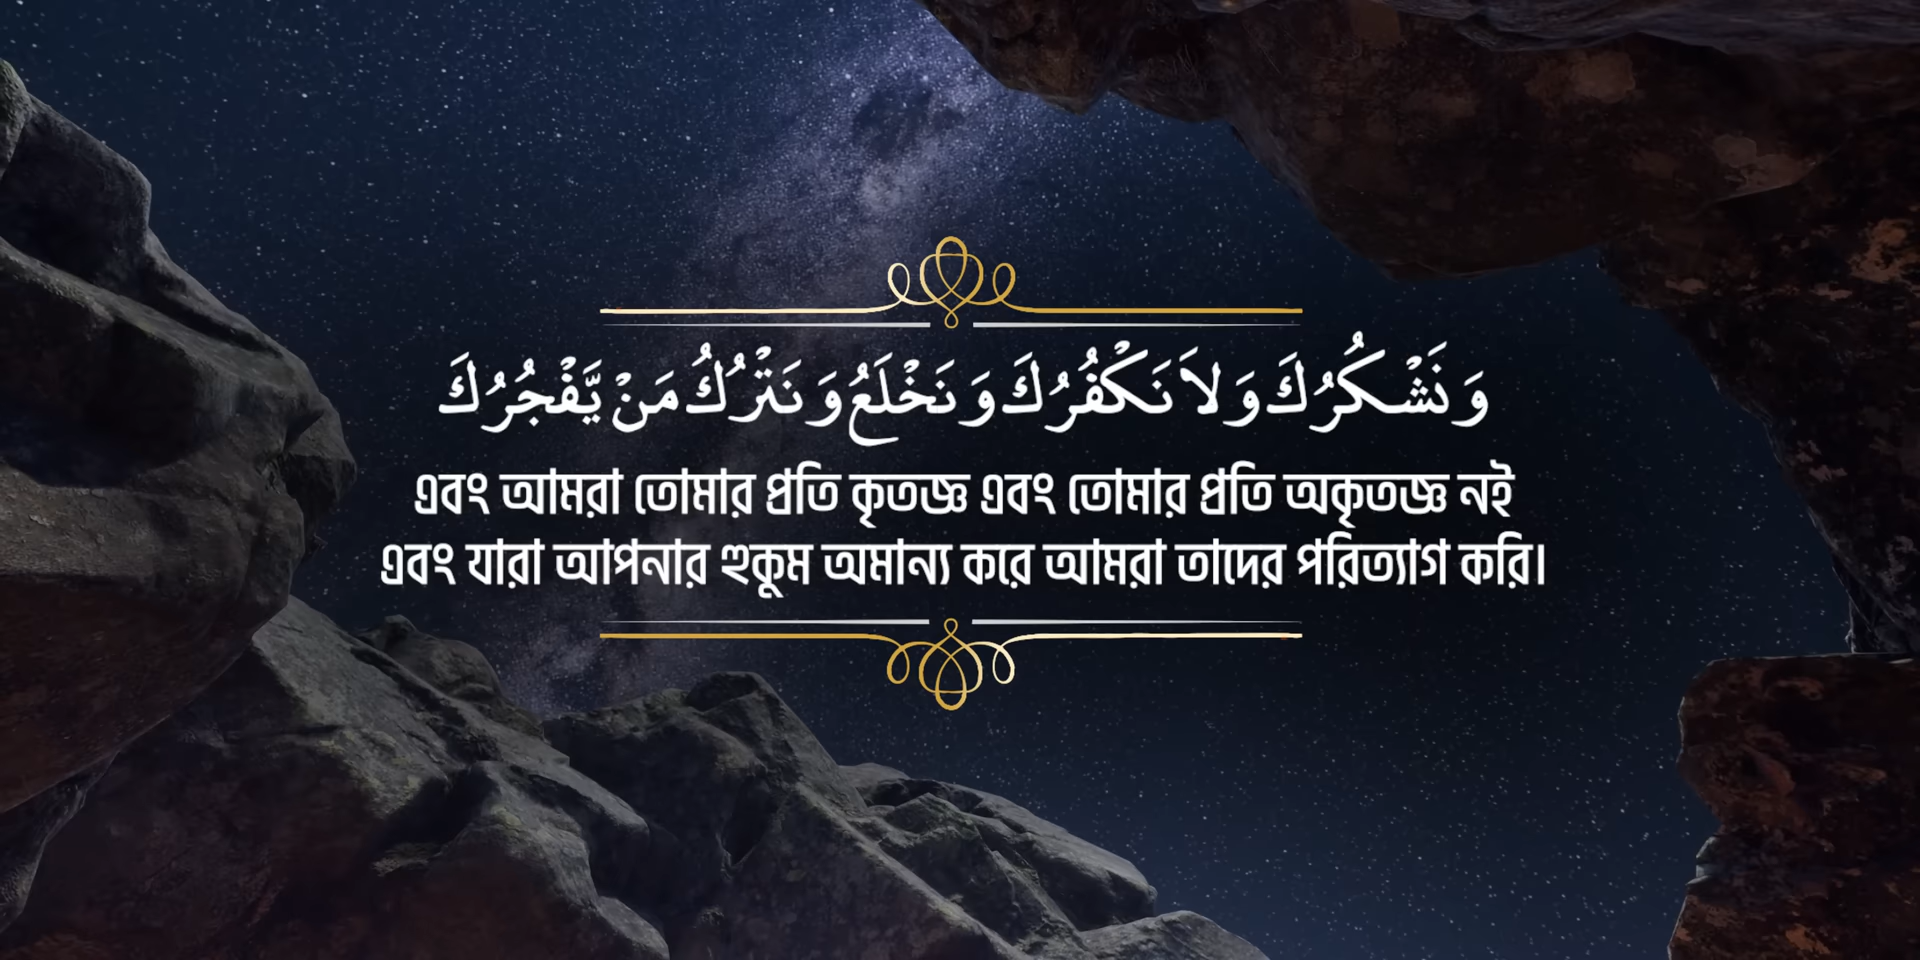 وَنَشْكُرُكَ وَلاَ نَكْفُرُكَ وَ نَخْلَعُ وَ نَتْرُكُ مَنْ يَّفْجُرُكَ
এবং আমরা তোমার প্রতি কৃতজ্ঞ এবং তোমার প্রতি অকৃতজ্ঞ নই
এবং যারা আপনার হুকুম অমান্য করে আমরা তাদের পরিত্যাগ করি।